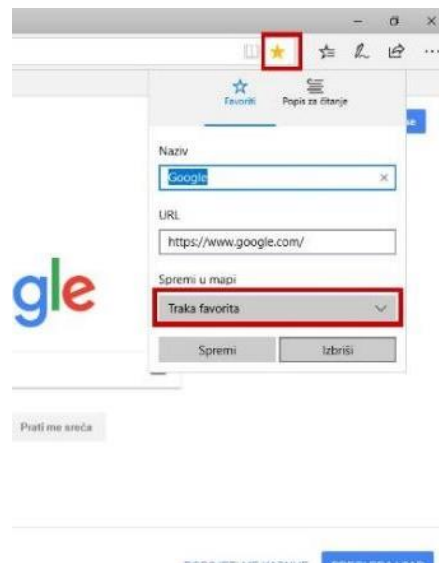 Favoriti Popis za čitanje
Naziv
Google
URL
https://www.google.com/
gle
Spremi u mapi
Traka favorita
Spremi Izbriši
Prati me sreća